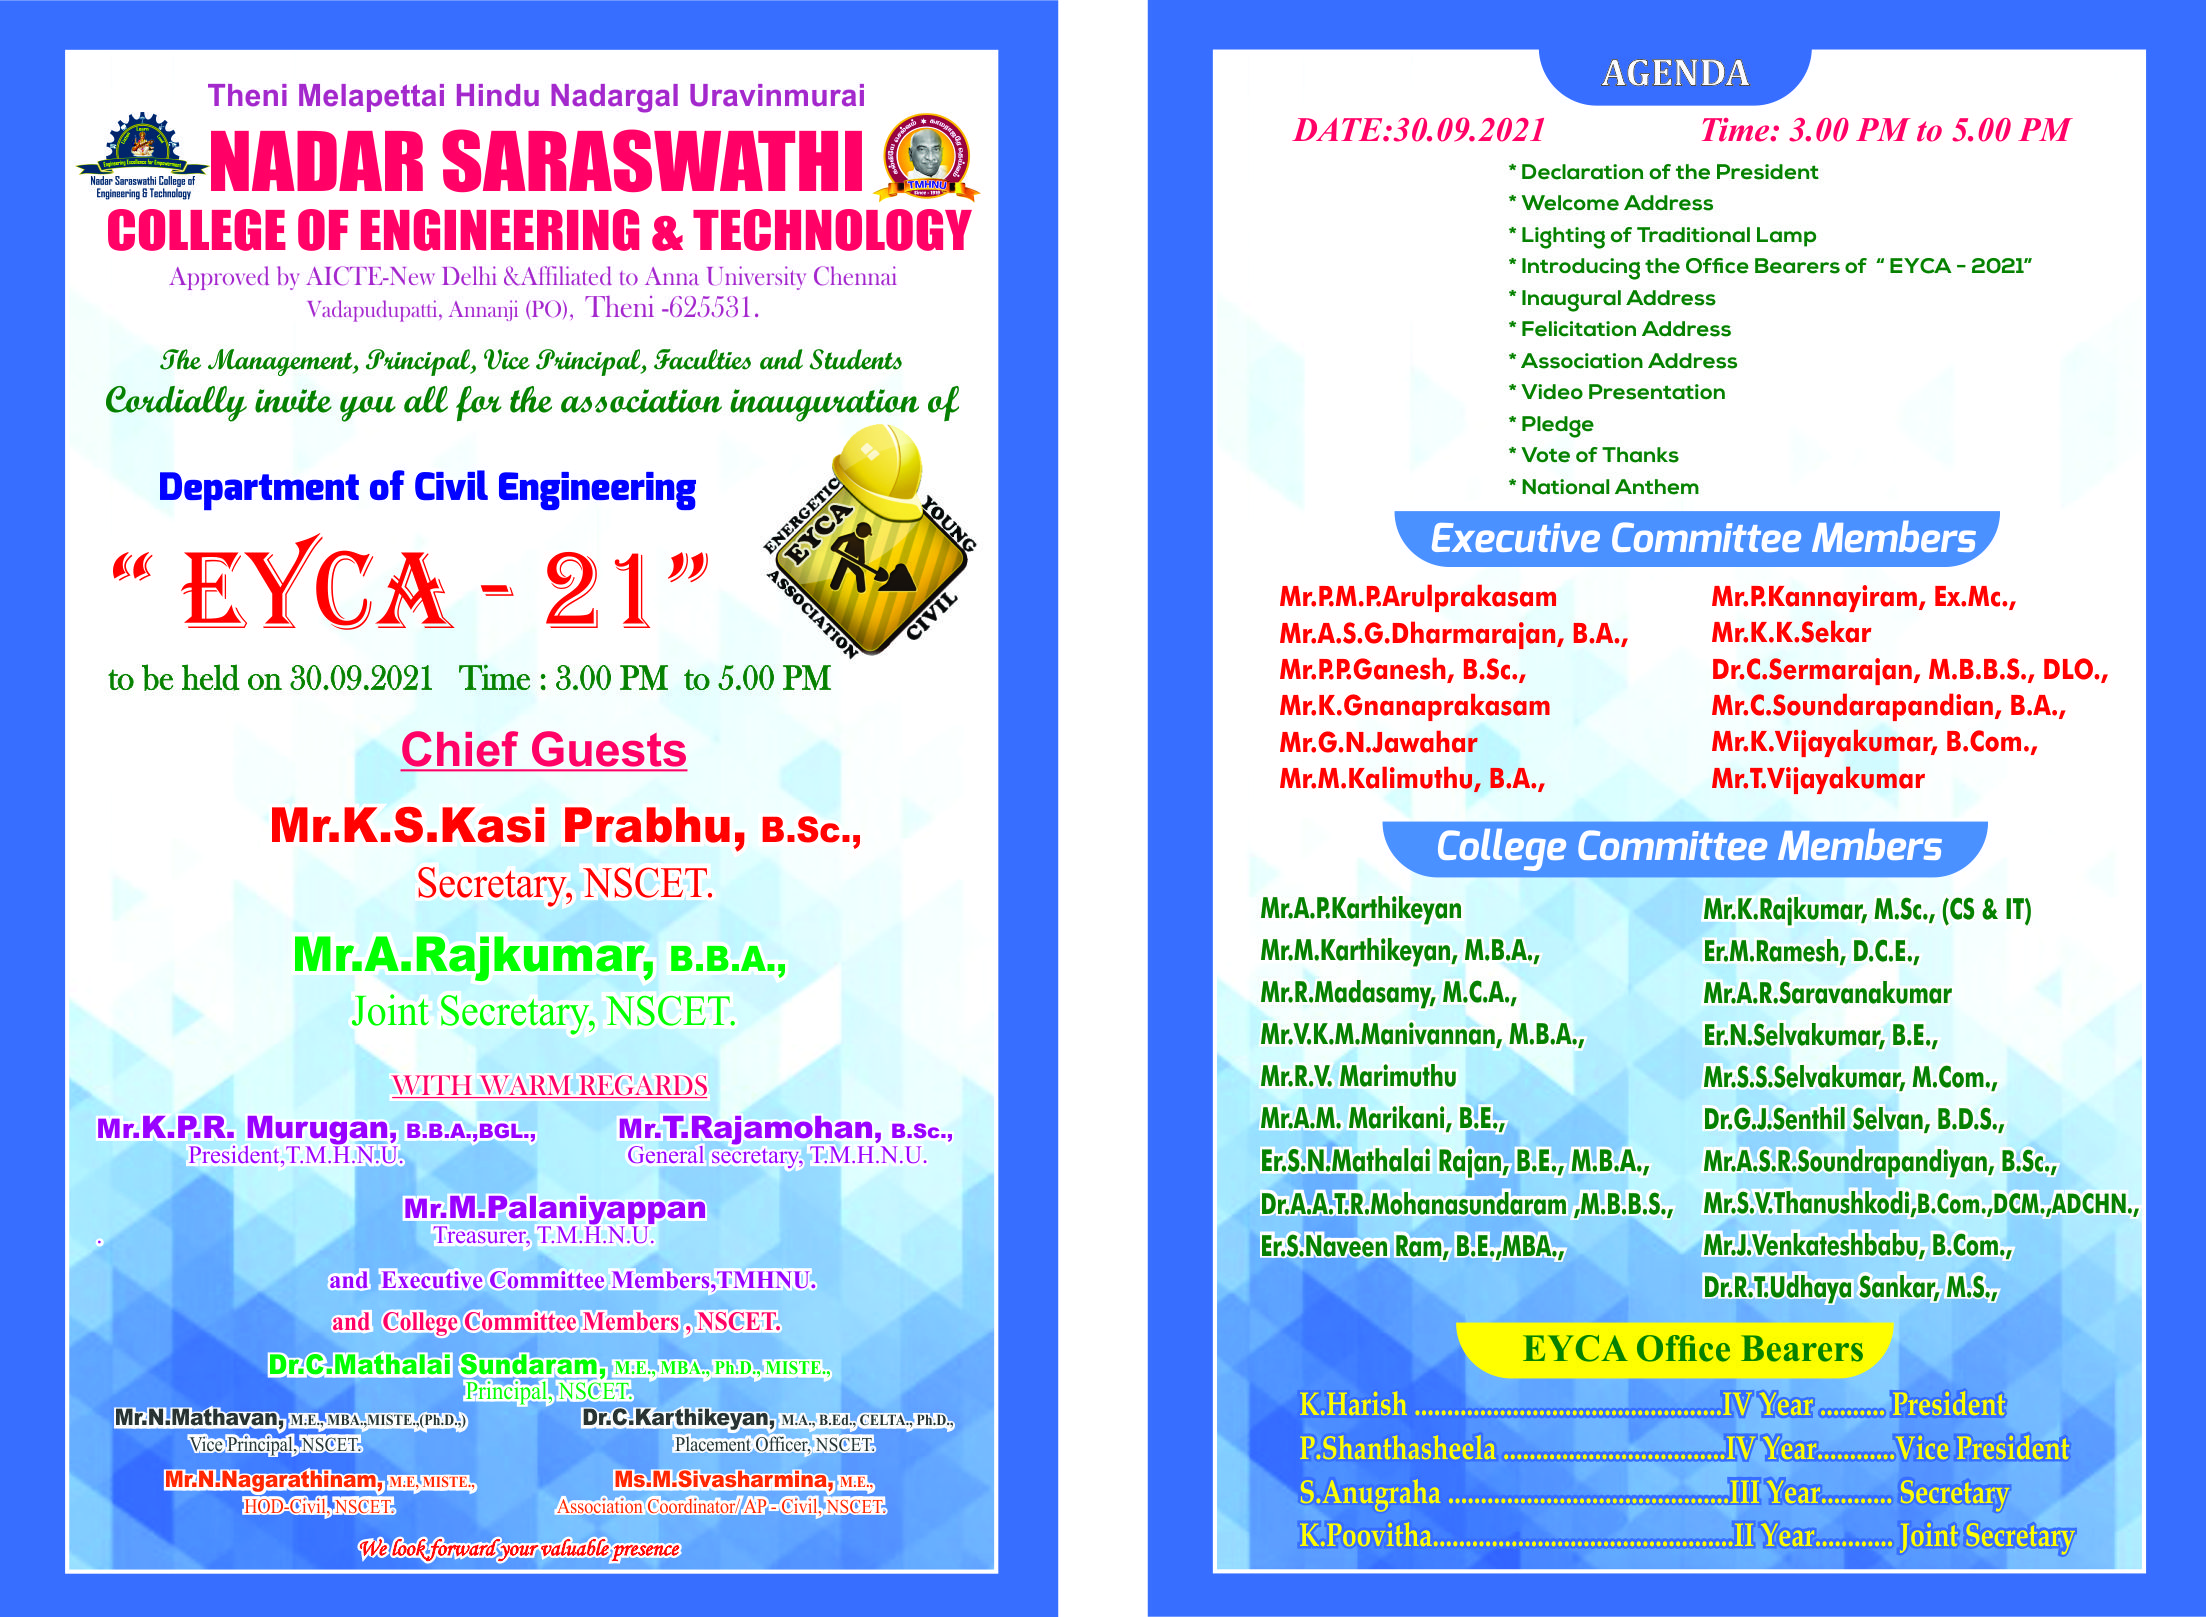 Theni Melapettai Hindu Nadargal Uravinmurai
NADAR SARASWATHI
COLLEGE OF ENGINEERING & TECHNOLOGY
Nadar Saraswathi College of
Engineering & Technology
TMHNU
Approved by AICTE-New Delhi &Affiliated to Anna University Chennai
Vadapudupatti, Annanji (PO), Theni -625531.
The Management, Principal, Vice Principal, Faculties and Students
Cordially invite you all for the association inauguration of
Department of Civil Engineering
“ EYCA - 21”
ENERGETIC
YOUNG
EYCA
ASSOCIATION
CIVIL
to be held on 30.09.2021 Time : 3.00 PM to 5.00 PM
Chief Guests
Mr.K.S.Kasi Prabhu, B.Sc.,
Secretary, NSCET.
Mr.A.Rajkumar, B.B.A.,
Joint Secretary, NSCET.
WITH WARM REGARDS
Mr.K.P.R. Murugan, B.B.A.,BGL., Mr.T.Rajamohan, B.Sc.,
President,T.M.H.N.U. General secretary, T.M.H.N.U.
Mr.M.Palaniyappan
. Treasurer, T.M.H.N.U.
and Executive Committee Members,TMHNU.
and College Committee Members , NSCET.
Dr.C.Mathalai Sundaram, M.E., MBA., Ph.D., MISTE.,
Principal, NSCET.
Mr.N.Mathavan, M.E., MBA.,MISTE.,(Ph.D.,) Dr.C.Karthikeyan, M.A., B.Ed., CELTA., Ph.D.,
Vice Principal, NSCET. Placement Officer, NSCET.
Mr.N.Nagarathinam, M.E, MISTE., Ms.M.Sivasharmina, M.E.,
HOD-Civil, NSCET. Association Coordinator/ AP - Civil, NSCET.
We look forward your valuable presence
AGENDA
DATE:30.09.2021 Time: 3.00 PM to 5.00 PM
* Declaration of the President
* Welcome Address
* Lighting of Traditional Lamp
* Introducing the Office Bearers of “ EYCA - 2021”
* Inaugural Address
* Felicitation Address
* Association Address
* Video Presentation
* Pledge
* Vote of Thanks
* National Anthem
Executive Committee Members
Mr.P.M.P.Arulprakasam Mr.P.Kannayiram, Ex.Mc.,
Mr.A.S.G.Dharmarajan, B.A., Mr.K.K.Sekar
Mr.P.P.Ganesh, B.Sc., Dr.C.Sermarajan, M.B.B.S., DLO.,
Mr.K.Gnanaprakasam Mr.C.Soundarapandian, B.A.,
Mr.G.N.Jawahar Mr.K.Vijayakumar, B.Com.,
Mr.M.Kalimuthu, B.A., Mr.T.Vijayakumar
College Committee Members
Mr.A.P.Karthikeyan Mr.K.Rajkumar, M.Sc., (CS & IT)
Mr.M.Karthikeyan, M.B.A., Er.M.Ramesh, D.C.E.,
Mr.R.Madasamy, M.C.A., Mr.A.R.Saravanakumar
Mr.V.K.M.Manivannan, M.B.A., Er.N.Selvakumar, B.E.,
Mr.R.V. Marimuthu Mr.S.S.Selvakumar, M.Com.,
Mr.A.M. Marikani, B.E., Dr.G.J.Senthil Selvan, B.D.S.,
Er.S.N.Mathalai Rajan, B.E., M.B.A., Mr.A.S.R.Soundrapandiyan, B.Sc.,
Dr.A.A.T.R.Mohanasundaram ,M.B.B.S., Mr.S.V.Thanushkodi,B.Com.,DCM.,ADCHN.,
Er.S.Naveen Ram, B.E.,MBA., Mr.J.Venkateshbabu, B.Com.,
Dr.R.T.Udhaya Sankar, M.S.,
EYCA Office Bearers
K.Harish ...............................................IV Year .......... President
P.Shanthasheela ..................................IV Year............Vice President
S.Anugraha ...........................................III Year........... Secretary
K.Poovitha..............................................II Year............ Joint Secretary